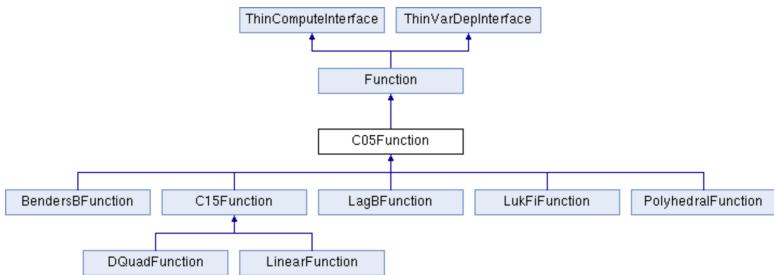 ThinComputeInterface
ThinVarDepInterface
Function
C05Function
BendersBFunction
C15Function
LagBFunction
LukFiFunction
PolyhedralFunction
DQuadFunction
LinearFunction